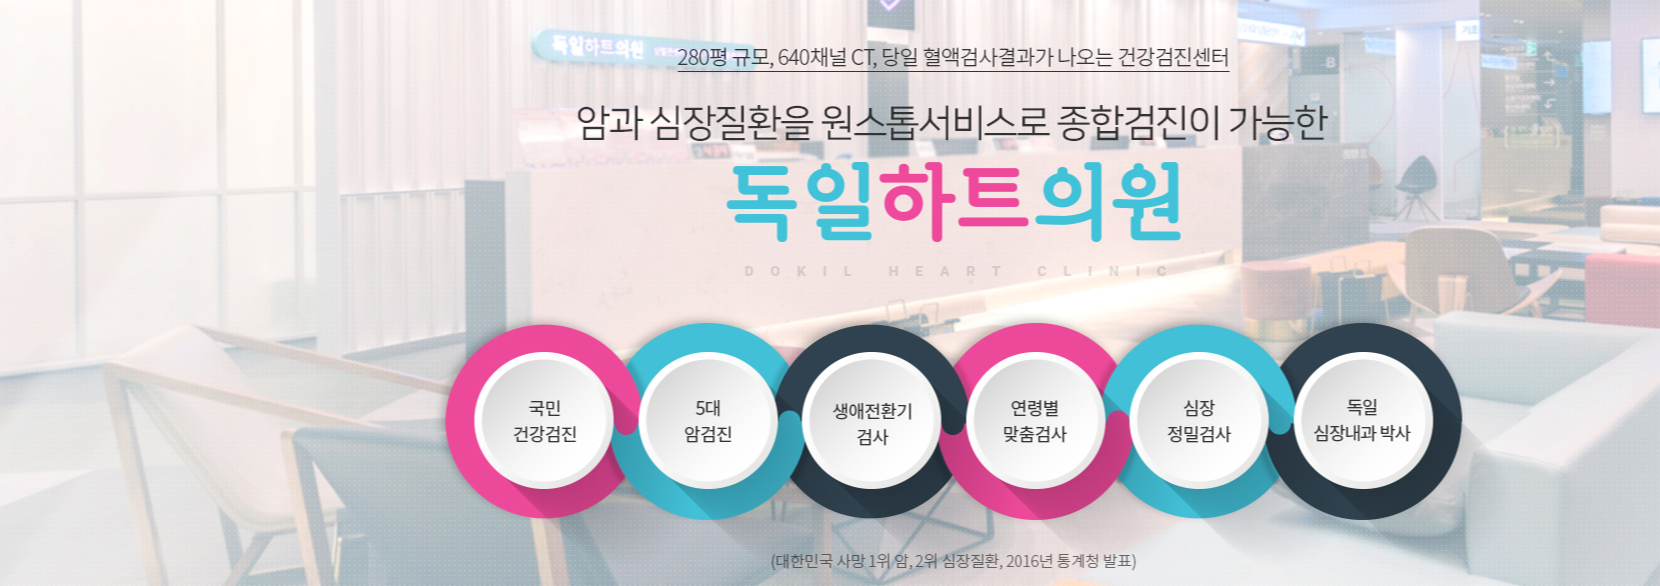 독일하트의원
280평 규모, 640채널 CT, 당일 혈액검사결과가 나오는 건강검진센터
암과 심장질환을 원스톱서비스로 종합검진이 가능한
독일하트의원
DOKIL HEART CLINIC
국민
건강검진
5대
암검진
생애전환기
검사
연령별
맞춤검사
심장
정밀검사
독일
심장내과 박사
(대한민국 사망 1위 암, 2위 심장질환, 2016년 통계청 발표)